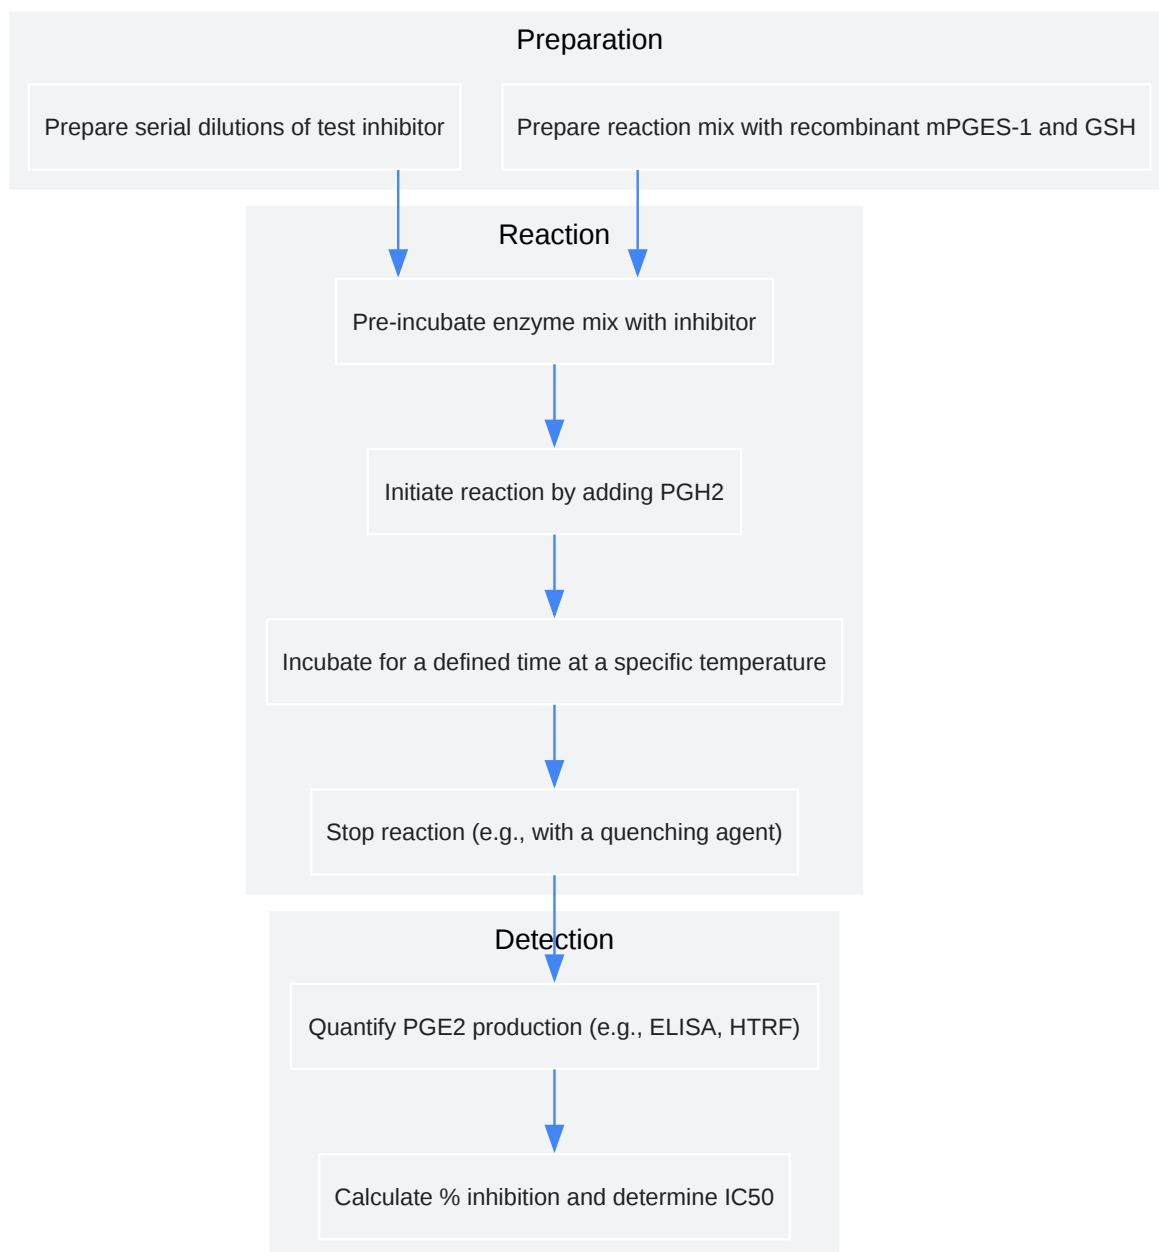 Preparation
Prepare serial dilutions of test inhibitor
Prepare reaction mix with recombinant mPGES-1 and GSH
Reaction
Pre-incubate enzyme mix with inhibitor
Initiate reaction by adding PGH2
Incubate for a defined time at a specific temperature
Stop reaction (e.g., with a quenching agent)
Detection
Quantify PGE2 production (e.g., ELISA, HTRF)
Calculate % inhibition and determine IC50